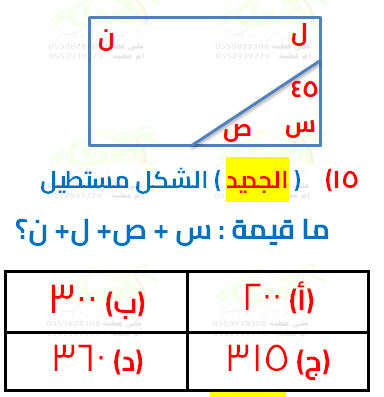 ن ل
٤٥
ص س
١٥) ( الجديد ) الشكل مستطيل
ما قيمة : س + ص+ ل+ ن؟
(أ) ٢٠٠ (ب) ٣٠٠
(ج) ٣١٥ (د) ٣٦٠